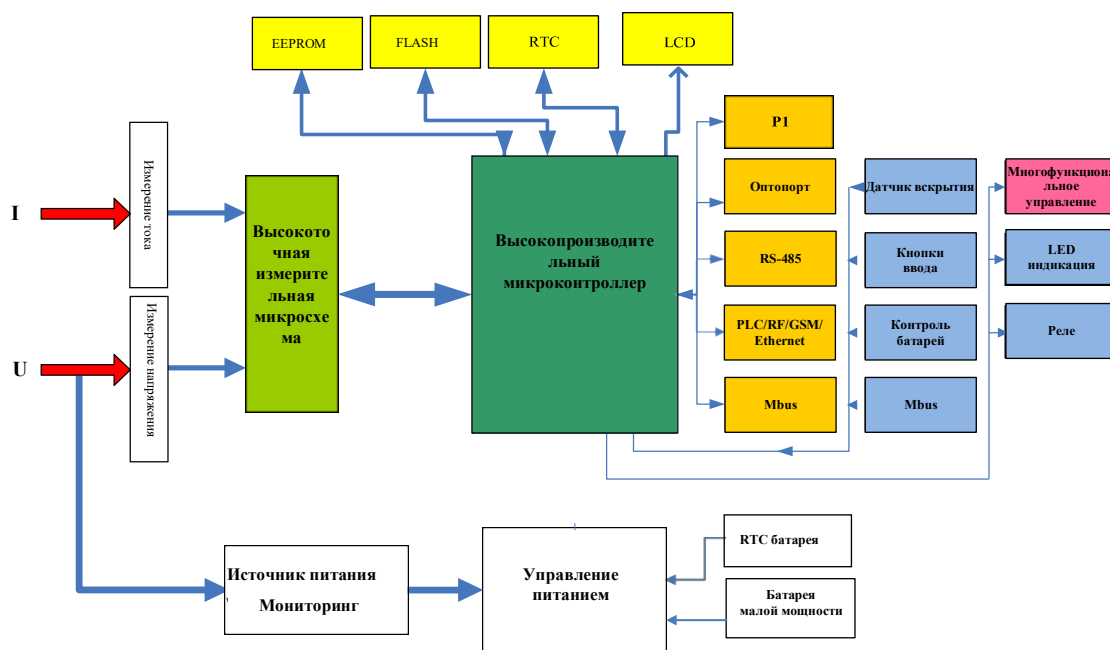 EEPROM
FLASH
RTC
LCD
I
Измерение тока
U
Измерение напряжения
Высокото
чная
измерите
льная
микросхе
ма
Высокопроизводите
льный
микроконтроллер
P1
Оптопорт
RS-485
PLC/RF/GSM/
Ethernet
Mbus
Датчик вскрытия
Кнопки
ввода
Контроль
батарей
Mbus
Многофункциона
льное
управление
LED
индикация
Реле
Источник питания
Мониторинг
Управление
питанием
RTC батарея
Батарея
малой мощности